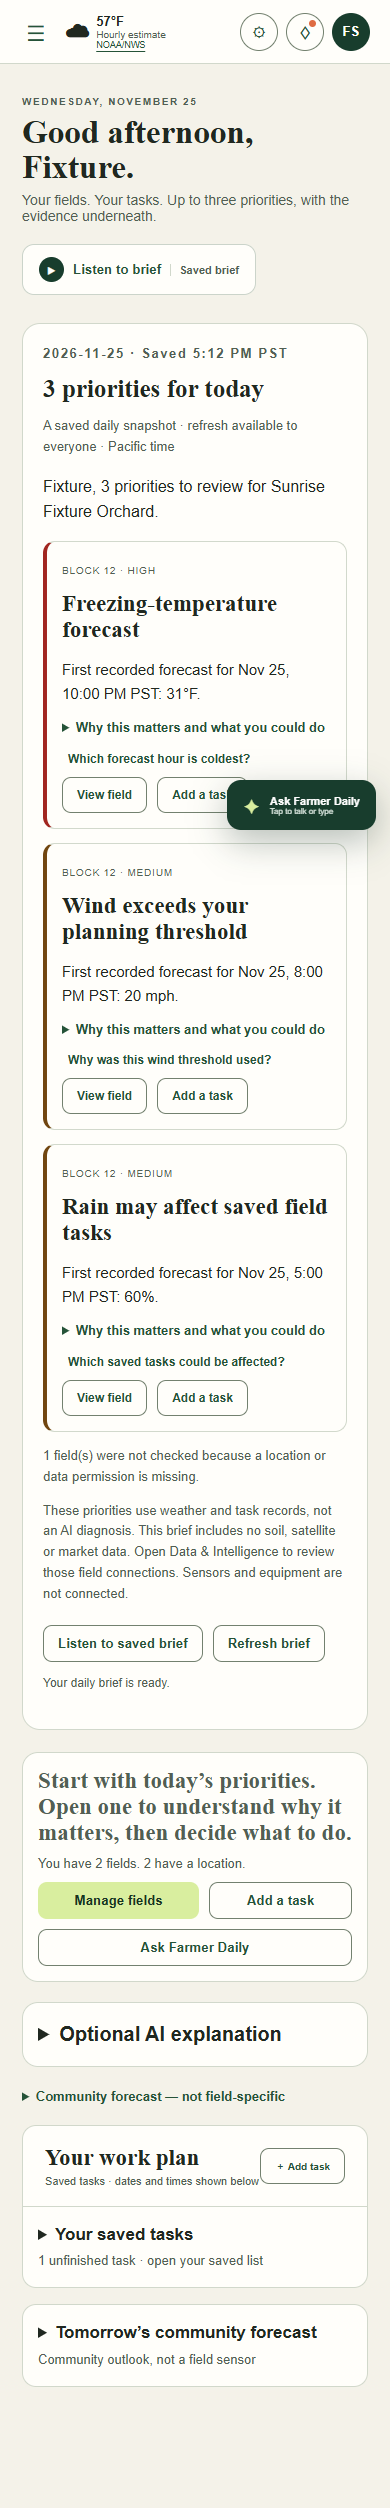 57°F
Hourly estimate
NOAA/NWS
FS
WEDNESDAY, NOVEMBER 25
Good afternoon,
Fixture.
Your fields. Your tasks. Up to three priorities, with the
evidence underneath.
Listen to brief
Saved brief
2026-11-25 · Saved 5:12 PM PST
3 priorities for today
A saved daily snapshot · refresh available to
everyone · Pacific time
Fixture, 3 priorities to review for Sunrise
Fixture Orchard.
BLOCK 12 · HIGH
Freezing-temperature
forecast
First recorded forecast for Nov 25,
10:00 PM PST: 31°F.
Why this matters and what you could do
Which forecast hour is coldest?
View field
Add a tas
Ask Farmer Daily
Tap to talk or type
BLOCK 12 · MEDIUM
Wind exceeds your
planning threshold
First recorded forecast for Nov 25, 8:00
PM PST: 20 mph.
Why this matters and what you could do
Why was this wind threshold used?
View field
Add a task
BLOCK 12 · MEDIUM
Rain may affect saved field
tasks
First recorded forecast for Nov 25, 5:00
PM PST: 60%.
Why this matters and what you could do
Which saved tasks could be affected?
View field
Add a task
1 field(s) were not checked because a location or
data permission is missing.
These priorities use weather and task records, not
an AI diagnosis. This brief includes no soil, satellite
or market data. Open Data & Intelligence to review
those field connections. Sensors and equipment are
not connected.
Listen to saved brief
Refresh brief
Your daily brief is ready.
Start with today’s priorities.
Open one to understand why it
matters, then decide what to do.
You have 2 fields. 2 have a location.
Manage fields
Add a task
Ask Farmer Daily
Optional AI explanation
Community forecast — not field-specific
Your work plan
Saved tasks · dates and times shown below
+ Add task
Your saved tasks
1 unfinished task · open your saved list
Tomorrow’s community forecast
Community outlook, not a field sensor